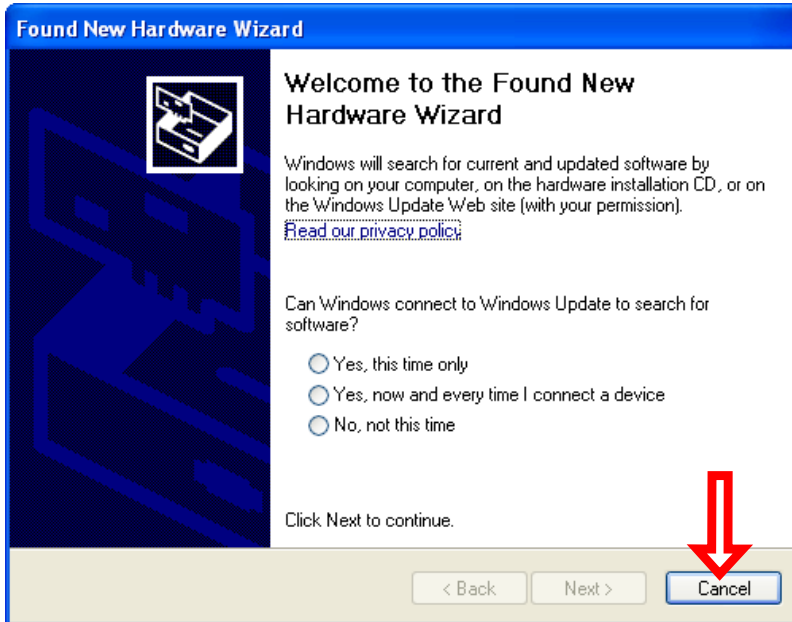 Found New Hardware Wizard
Welcome to the Found New
Hardware Wizard
Windows will search for current and updated software by
looking on your computer, on the hardware installation CD, or on
the Windows Update Web site (with your permission).
Read our privacy policy
Can Windows connect to Windows Update to search for
software?
Yes, this time only
Yes, now and every time I connect a device
No, not this time
Click Next to continue.
< Back
Next >
Cancel